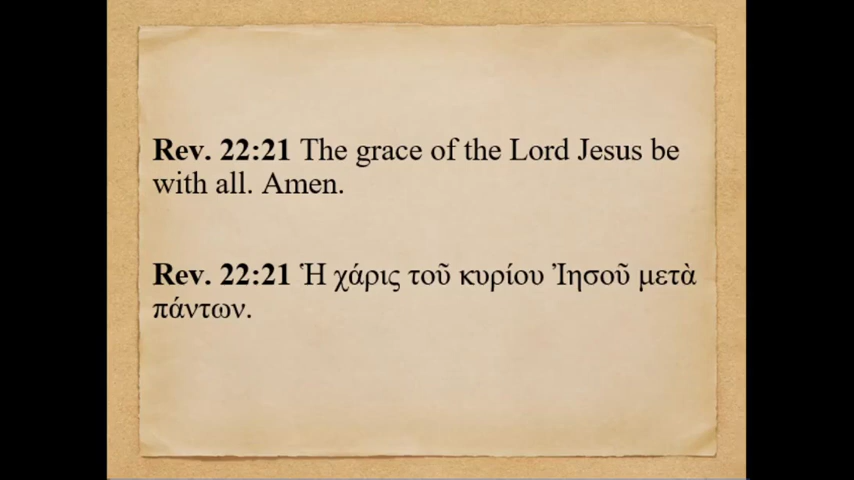 Rev. 22:21 The grace of the Lord Jesus be
with all. Amen.
Rev. 22:21 Ἡ χάρις τοῦ κυρίου Ἰησοῦ μετὰ
πάντων.